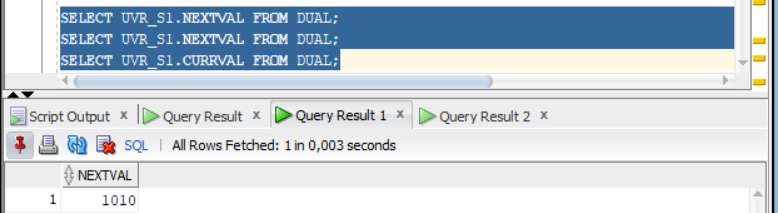 SELECT UVR_S1.NEXTVAL FROM DUAL;
SELECT UVR_S1.NEXTVAL FROM DUAL;
SELECT UVR_S1.CURRVAL FROM DUAL;
Script Output x Query Result x Query Result 1 x Query Result 2 x
SQL | All Rows Fetched: 1 in 0,003 seconds
NEXTVAL
1 1010